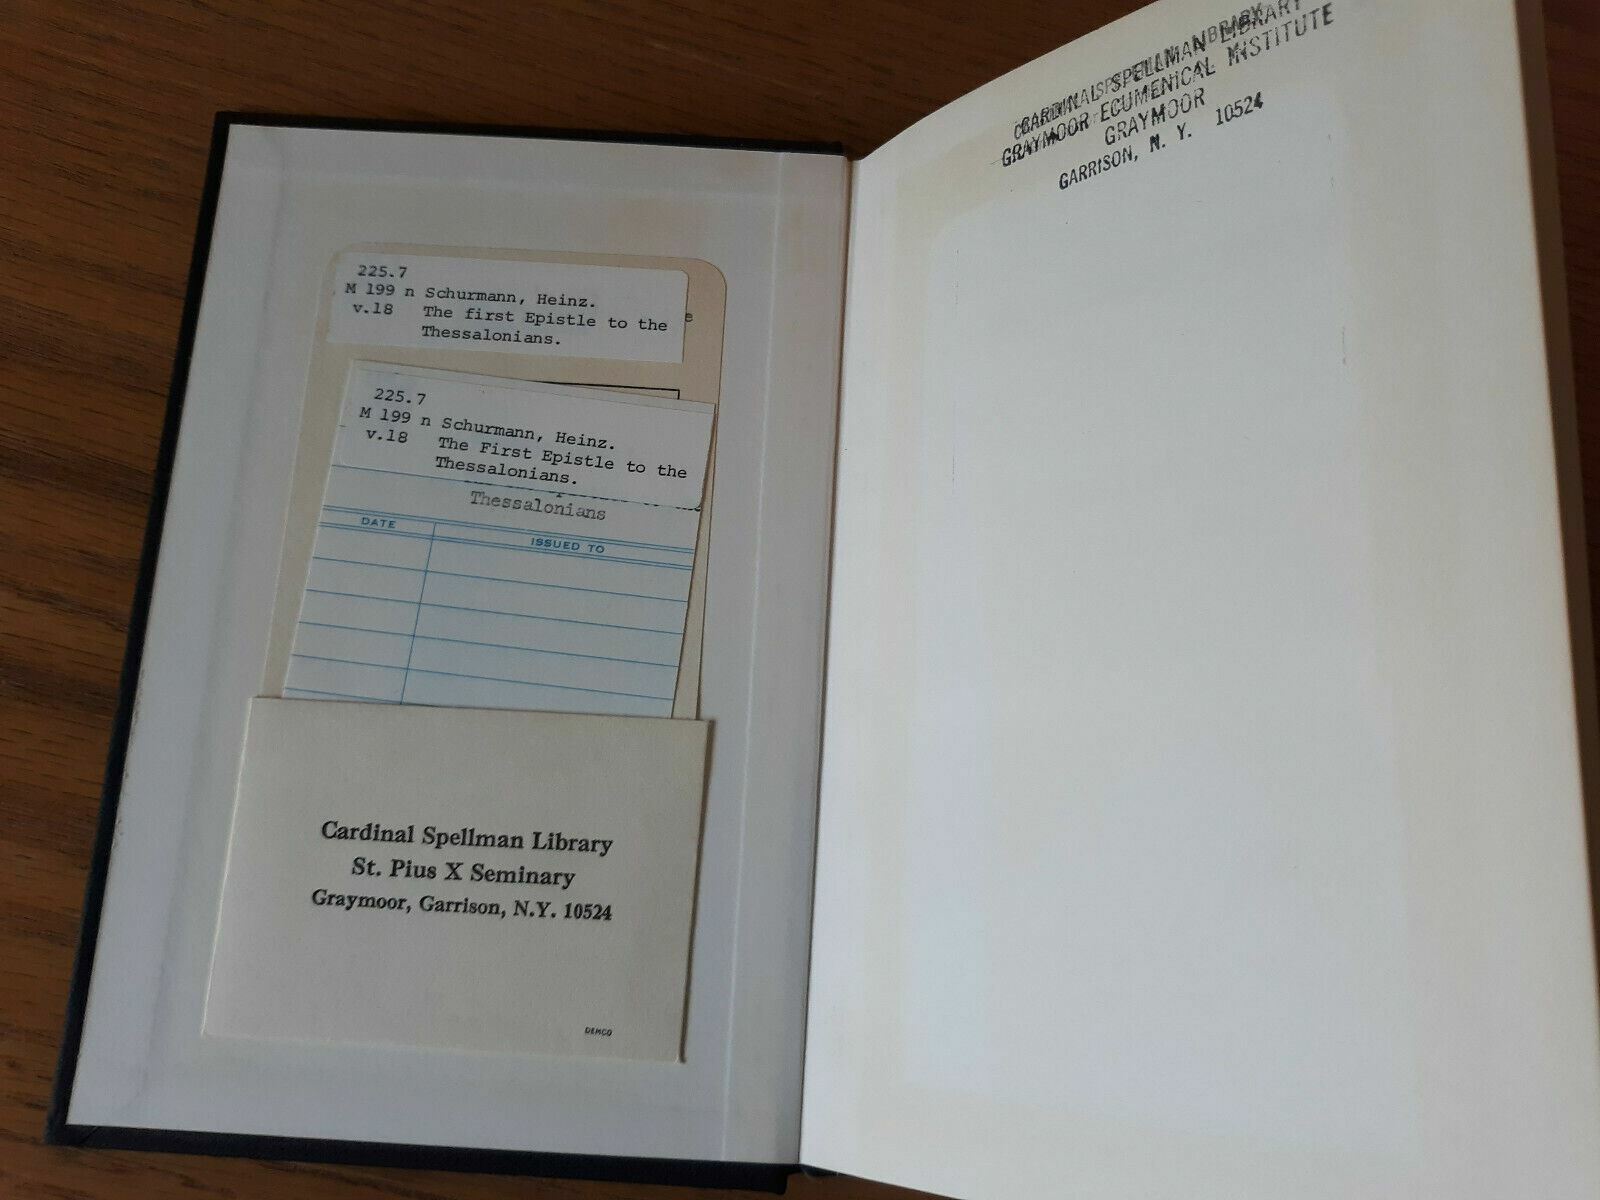 225.7
M 199 n Schurmann, Heinz.
v.18 The first Epistle to the
Thessalonians.
e
225.7
M 199 n Schurmann, Heinz.
v.18 The First Epistle to the
Thessalonians.
Thessalonians
DATE ISSUED TO
Cardinal Spellman Library
St. Pius X Seminary
Graymoor, Garrison, N.Y. 10524
DEMCO
CARDINAL SPELLMAN LIBRARY
GRAYMOOR ECUMENICAL INSTITUTE
GRAYMOOR
GARRISON, N. Y. 10524